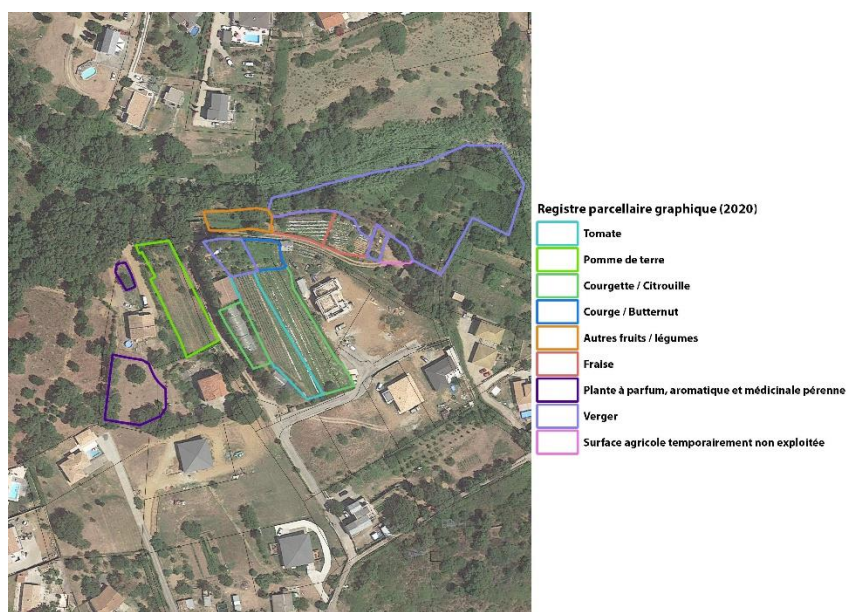 Registre parcellaire graphique (2020)
Tomate
Pomme de terre
Courgette / Citrouille
Courge / Butternut
Autres fruits / légumes
Fraise
Plante à parfum, aromatique et médicinale pérenne
Verger
Surface agricole temporairement non exploitée